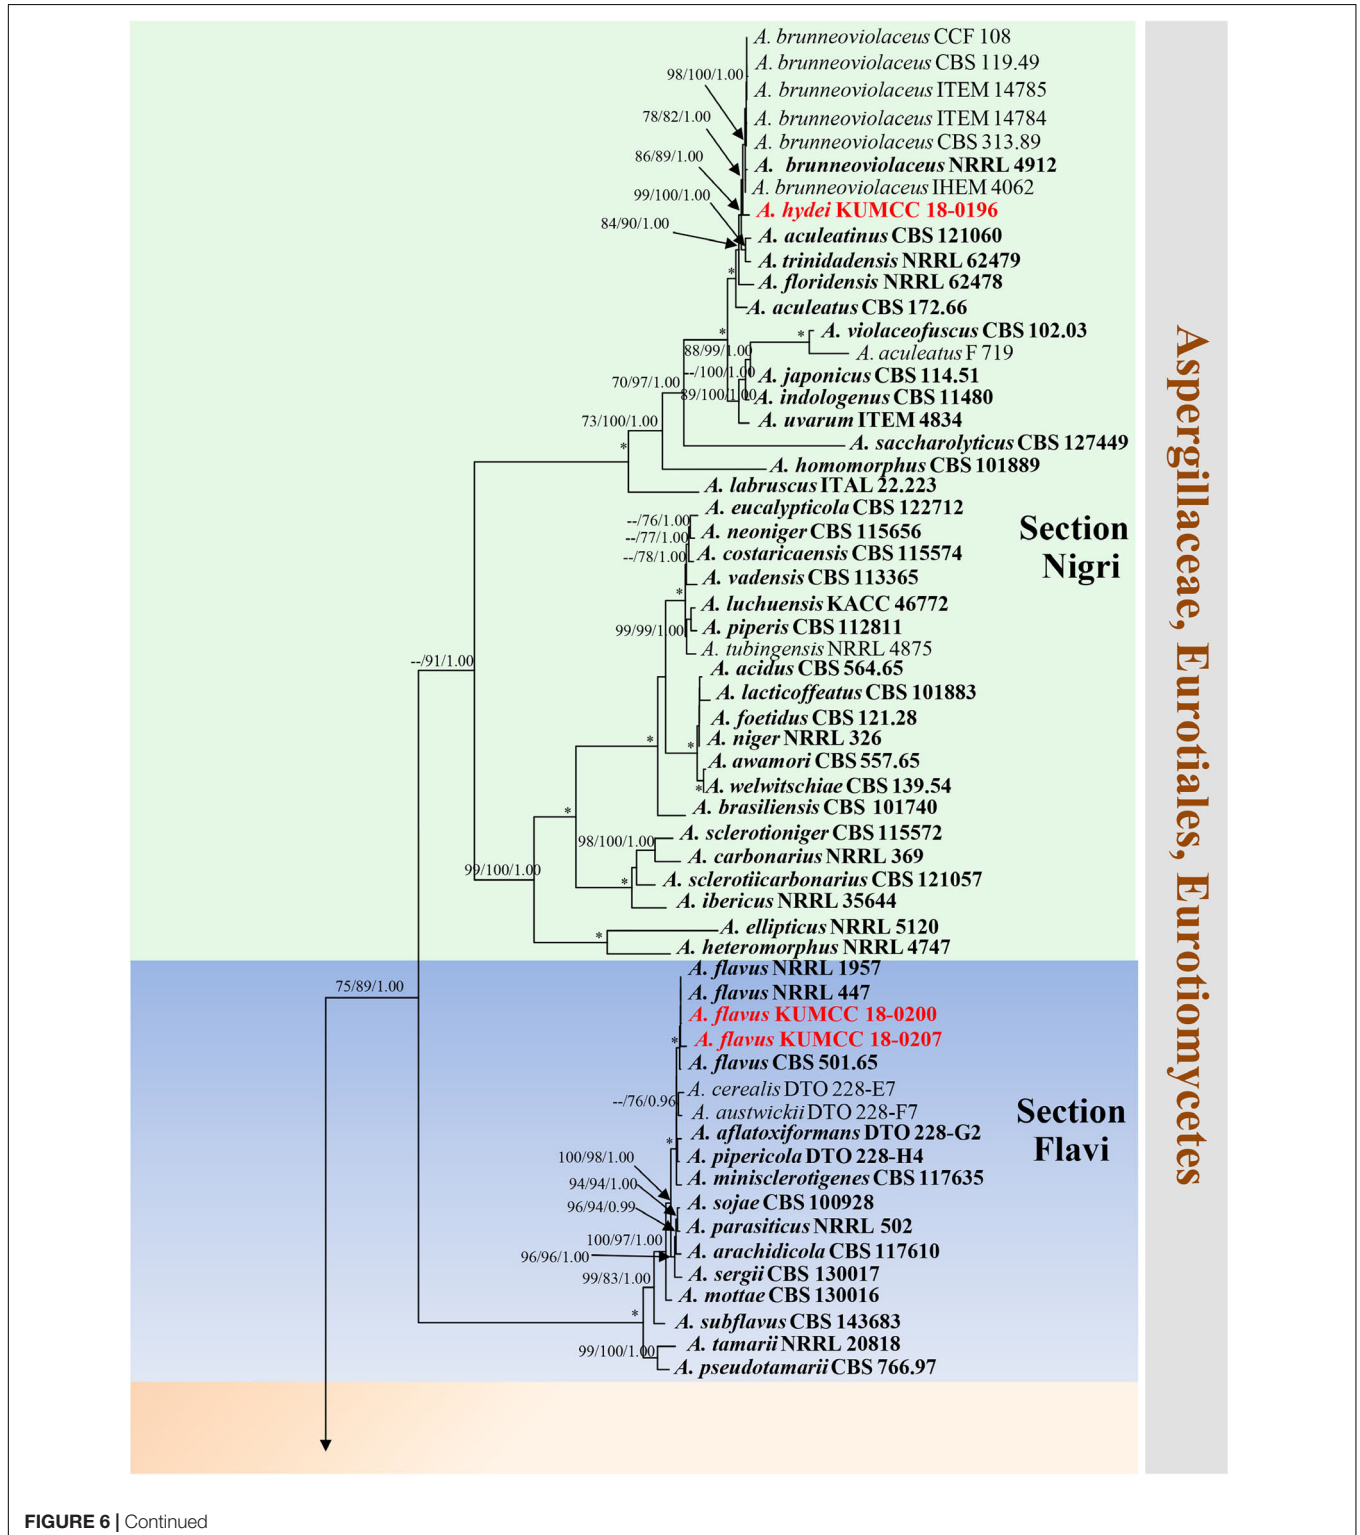 A. brunneoviolaceus CCF 108
A. brunneoviolaceus CBS 119.49
98/100/1.00
A. brunneoviolaceus ITEM 14785
78/82/1.00
A. brunneoviolaceus ITEM 14784
A. brunneoviolaceus CBS 313.89
86/89/1.00
A. brunneoviolaceus NRRL 4912
A. brunneoviolaceus IHEM 4062
99/100/1.00
A. hydei KUMCC 18-0196
84/90/1.00
A. aculeatinus CBS 121060
A. trinidadensis NRRL 62479
*
A. floridensis NRRL 62478
A. aculeatus CBS 172.66
*
* A. violaceofuscus CBS 102.03
88/99/1.00
A. aculeatus F 719
--/100/1.00
A. japonicus CBS 114.51
70/97/1.00
89/100/1.00
A. indologenus CBS 11480
73/100/1.00
A. uvarum ITEM 4834
*
A. saccharolyticus CBS 127449
A. homomorphus CBS 101889
A. labruscus ITAL 22.223
A. eucalypticola CBS 122712
--/76/1.00
A. neoniger CBS 115656
--/77/1.00
--/78/1.00
A. costaricaensis CBS 115574
Section
Nigri
A. vadensis CBS 113365
*
A. luchuensis KACC 46772
99/99/1.00
A. piperis CBS 112811
A. tubingensis NRRL 4875
--/91/1.00
A. acidus CBS 564.65
A. lacticoffeatus CBS 101883
A. foetidus CBS 121.28
*
*
A. niger NRRL 326
A. awamori CBS 557.65
*
A. welwitschiae CBS 139.54
A. brasiliensis CBS 101740
*
A. sclerotioniger CBS 115572
98/100/1.00
A. carbonarius NRRL 369
99/100/1.00
*
A. sclerotiicarbonarius CBS 121057
A. ibericus NRRL 35644
A. ellipticus NRRL 5120
*
A. heteromorphus NRRL 4747
A. flavus NRRL 1957
75/89/1.00
A. flavus NRRL 447
A. flavus KUMCC 18-0200
*
A. flavus KUMCC 18-0207
A. flavus CBS 501.65
A. cerealis DTO 228-E7
--/76/0.96
A. austwickii DTO 228-F7
Section
Flavi
A. aflatoxiformans DTO 228-G2
*
A. pipericola DTO 228-H4
100/98/1.00
A. minisclerotigenes CBS 117635
94/94/1.00
A. sojae CBS 100928
96/94/0.99
A. parasiticus NRRL 502
100/97/1.00
A. arachidicola CBS 117610
96/96/1.00
A. sergii CBS 130017
99/83/1.00
A. mottae CBS 130016
*
A. subflavus CBS 143683
A. tamarii NRRL 20818
99/100/1.00
A. pseudotamarii CBS 766.97
Aspergillaceae, Eurotiales, Eurotiomycetes
FIGURE 6 | Continued